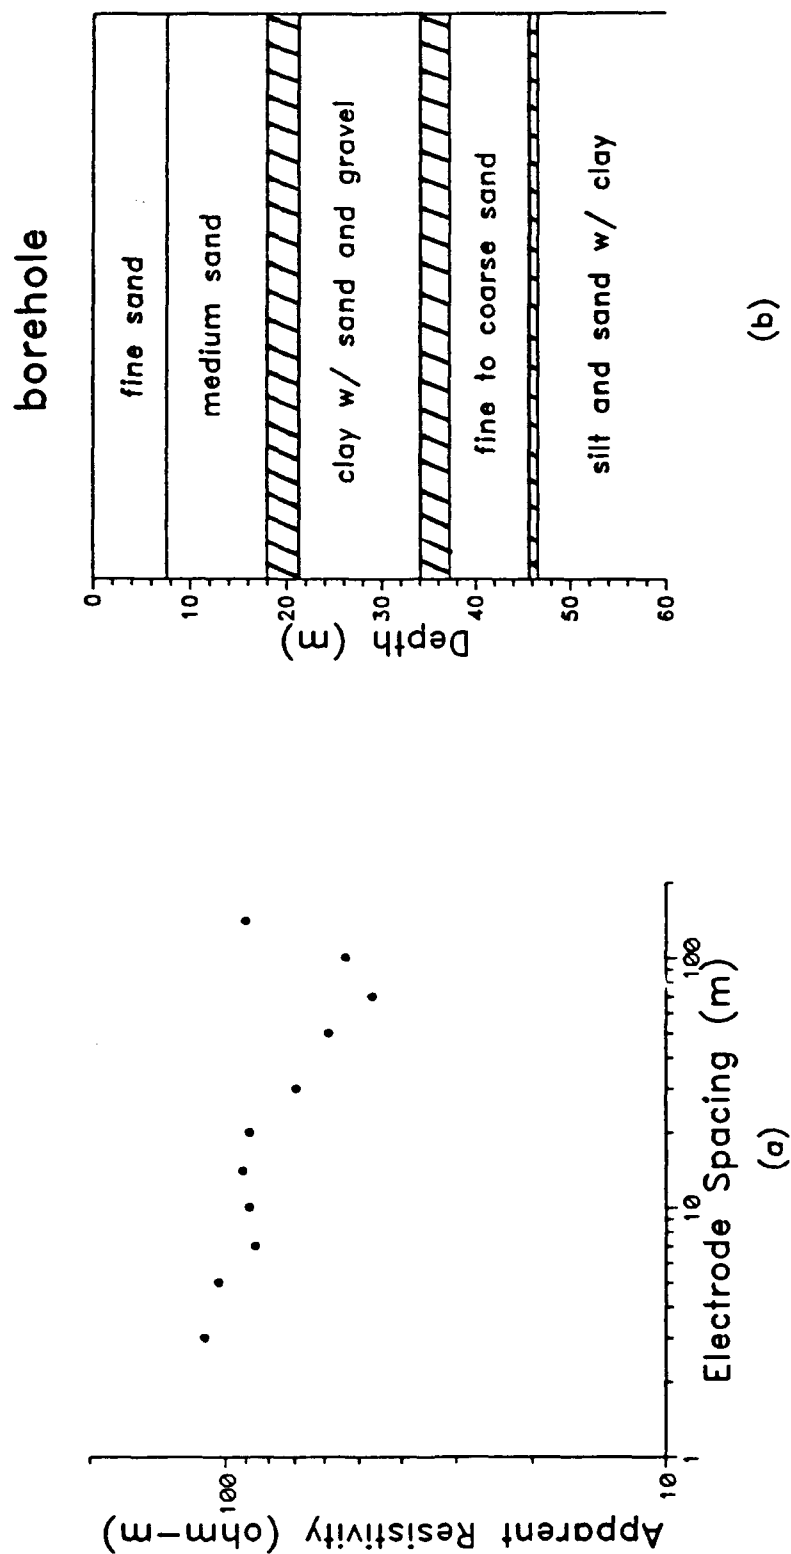 Apparent Resistivity (ohm-m)
100
10
1
10
100
Electrode Spacing (m)
(a)
borehole
Depth (m)
0
10
20
30
40
50
60
fine sand
medium sand
clay w/ sand and gravel
fine to coarse sand
silt and sand w/ clay
(b)